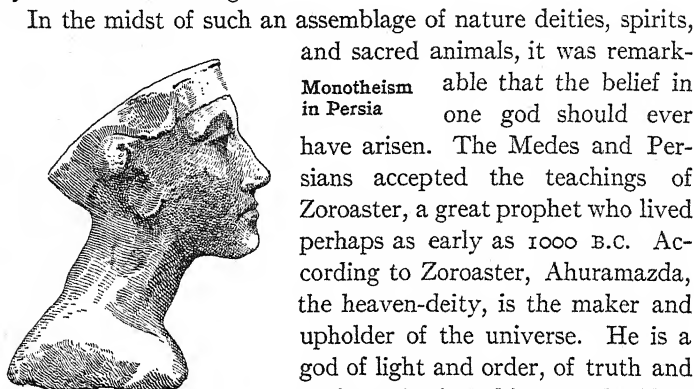 In the midst of such an assemblage of nature deities, spirits,
and sacred animals, it was remark-
Monotheism
in Persia
able that the belief in
one god should ever
have arisen. The Medes and Per-
sians accepted the teachings of
Zoroaster, a great prophet who lived
perhaps as early as 1000 B.C. Ac-
cording to Zoroaster, Ahuramazda,
the heaven-deity, is the maker and
upholder of the universe. He is a
god of light and order, of truth and